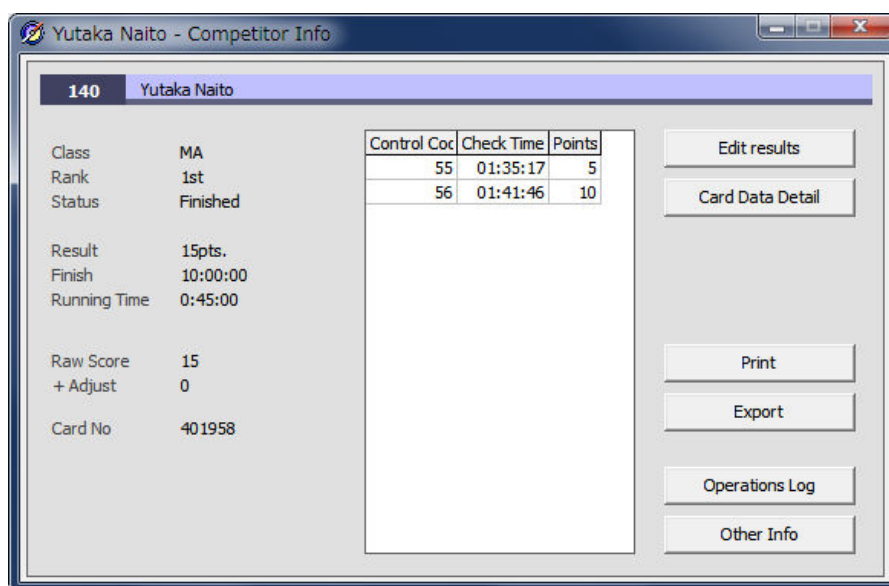 Yutaka Naito - Competitor Info
140 Yutaka Naito
Class MA
Rank 1st
Status Finished
Result 15pts.
Finish 10:00:00
Running Time 0:45:00
Raw Score 15
+ Adjust 0
Card No 401958
Control Coc Check Time Points
55 01:35:17 5
56 01:41:46 10
Edit results
Card Data Detail
Print
Export
Operations Log
Other Info